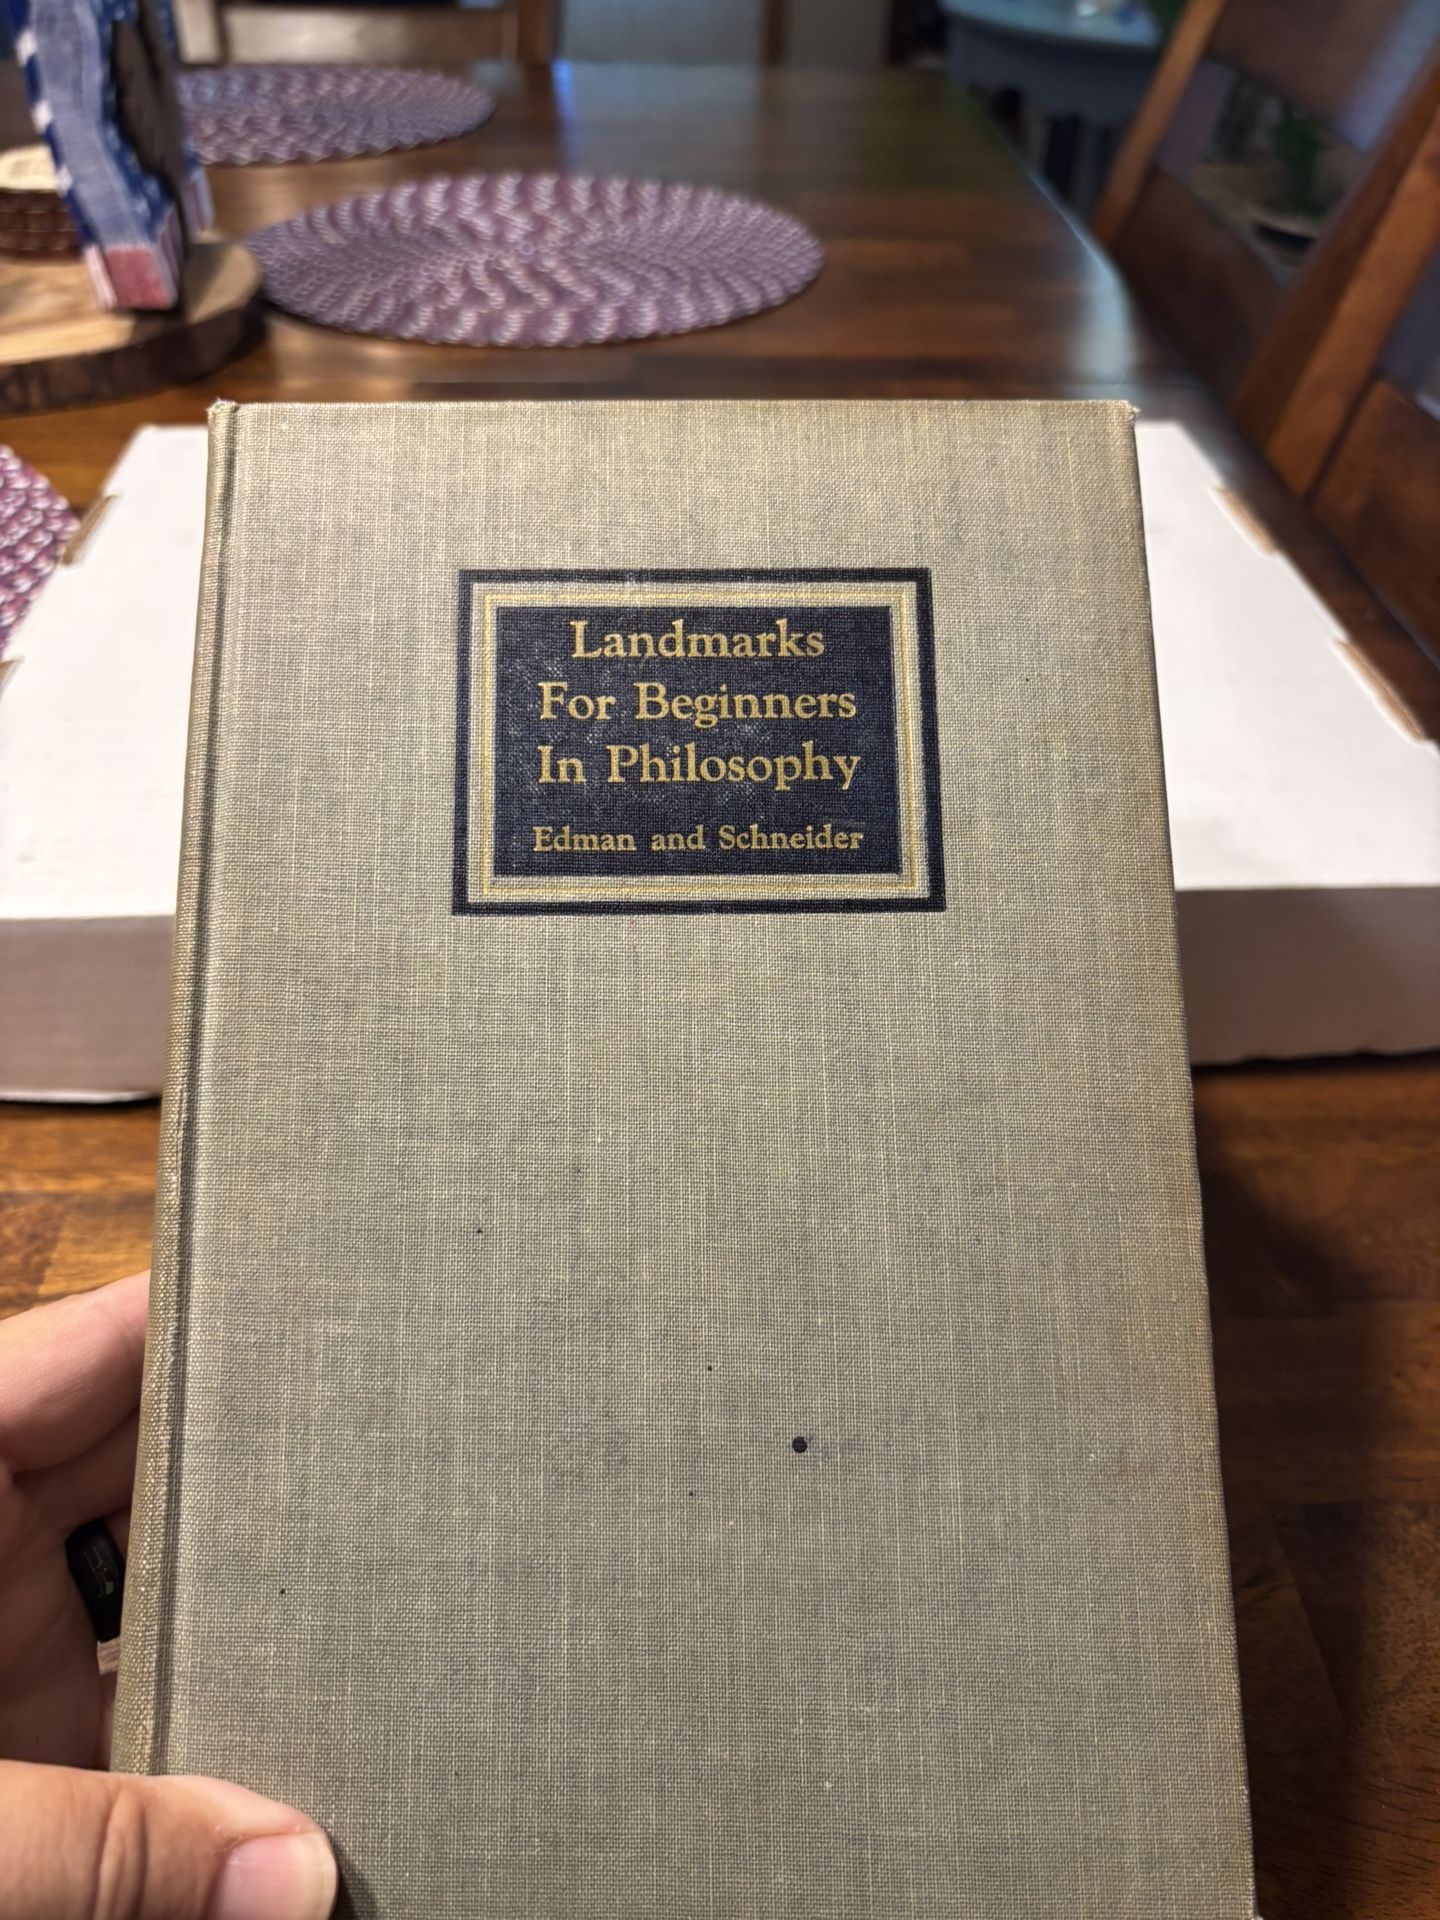 Landmarks
For Beginners
In Philosophy
Edman and Schneider